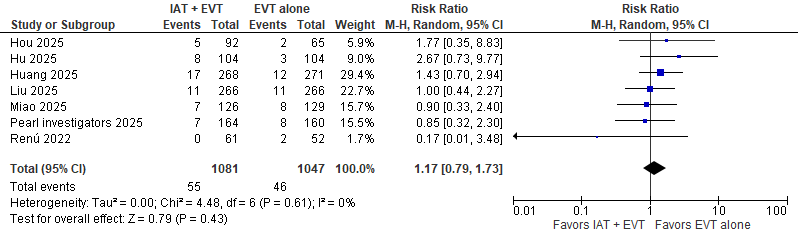 IAT + EVT EVT alone Risk Ratio Risk Ratio
Study or Subgroup Events Total Events Total Weight M-H, Random, 95% CI M-H, Random, 95% CI
Hou 2025 5 92 2 65 5.9% 1.77 [0.35, 8.83]
Hu 2025 8 104 3 104 9.0% 2.67 [0.73, 9.77]
Huang 2025 17 268 12 271 29.4% 1.43 [0.70, 2.94]
Liu 2025 11 266 11 266 22.7% 1.00 [0.44, 2.27]
Miao 2025 7 126 8 129 15.9% 0.90 [0.33, 2.40]
Pearl investigators 2025 7 164 8 160 15.4% 0.85 [0.32, 2.30]
Renú 2022 0 61 2 52 1.7% 0.17 [0.01, 3.48]
Total (95% CI) 1081 1047 100.0% 1.17 [0.79, 1.73]
Total events 55 46
Heterogeneity: Tau² = 0.00; Chi² = 4.48, df = 6 (P = 0.61); I² = 0%
Test for overall effect: Z = 0.79 (P = 0.43)
0.01 0.1 1 10 100
Favors IAT + EVT Favors EVT alone